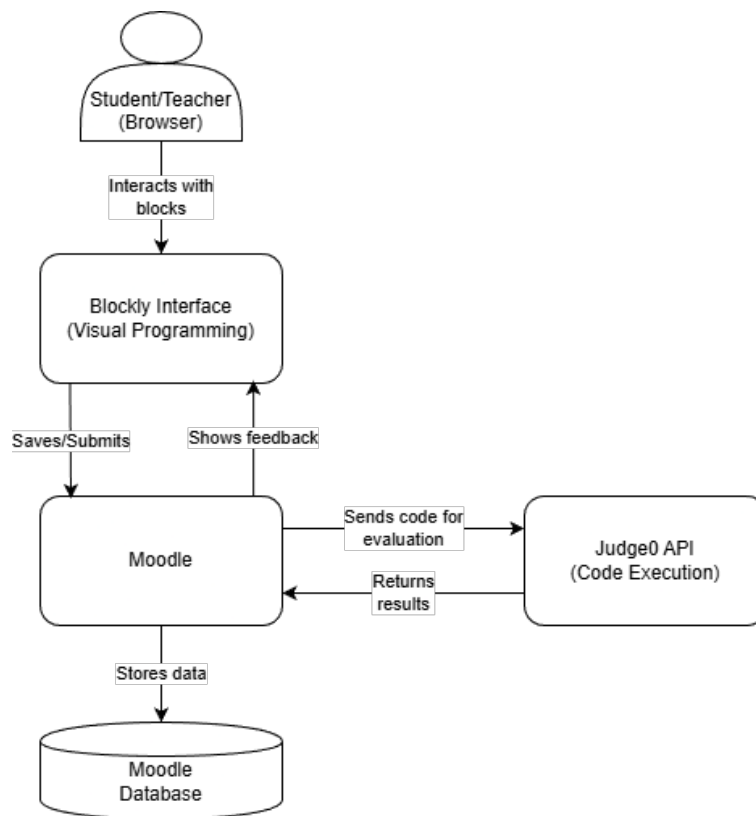 Student/Teacher
(Browser)
Interacts with
blocks
Blockly Interface
(Visual Programming)
Saves/Submits
Shows feedback
Moodle
Sends code for
evaluation
Returns
results
Judge0 API
(Code Execution)
Stores data
Moodle
Database